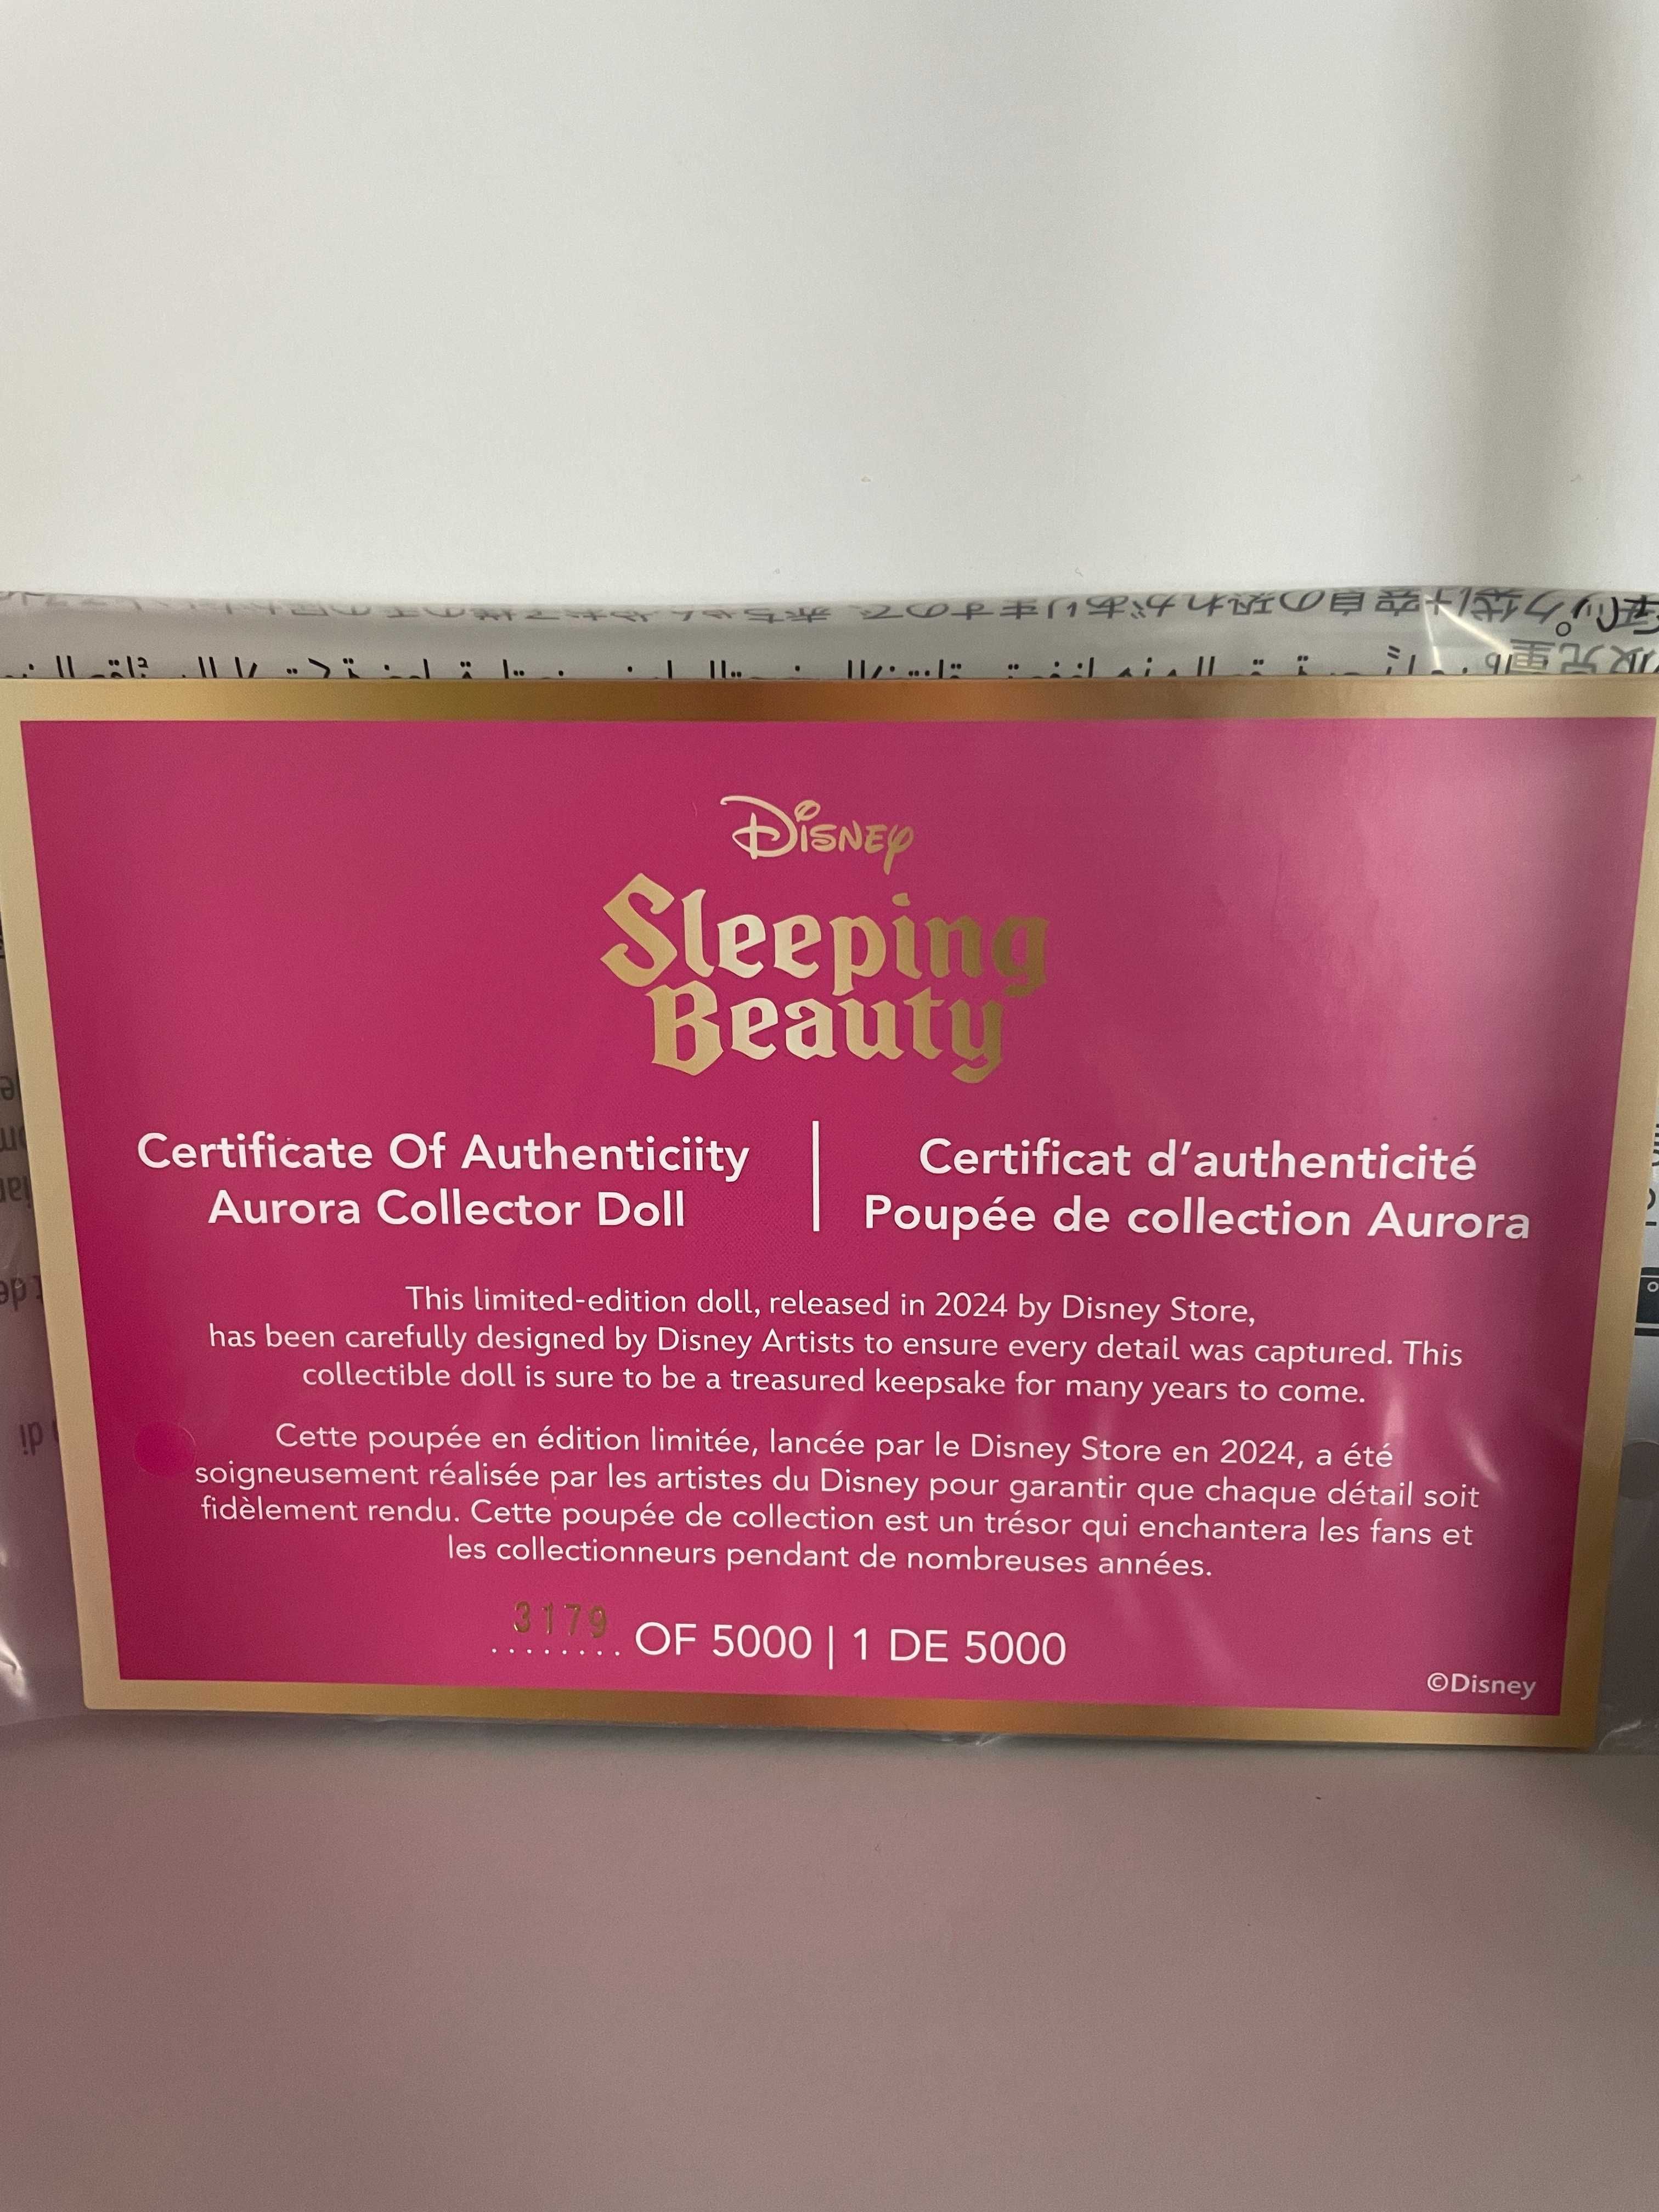 Disney
Sleeping
Beauty
Certificate Of Authenticiity
Aurora Collector Doll
Certificat d'authenticité
Poupée de collection Aurora
This limited-edition doll, released in 2024 by Disney Store,
has been carefully designed by Disney Artists to ensure every detail was captured. This
collectible doll is sure to be a treasured keepsake for many years to come.
Cette poupée en édition limitée, lancée par le Disney Store en 2024, a été
soigneusement réalisée par les artistes du Disney pour garantir que chaque détail soit
fidèlement rendu. Cette poupée de collection est un trésor qui enchantera les fans et
les collectionneurs pendant de nombreuses années.
3179 OF 5000 | 1 DE 5000
©Disney